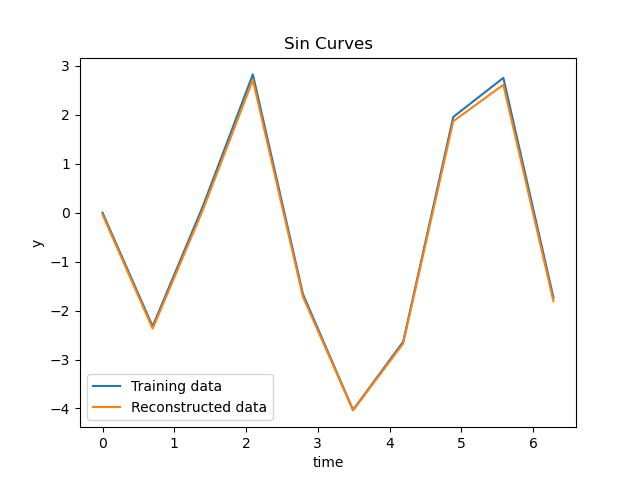 Sin Curves
3
2
1
0
−1
−2
−3
−4
y
Training data
Reconstructed data
0 1 2 3 4 5 6
time